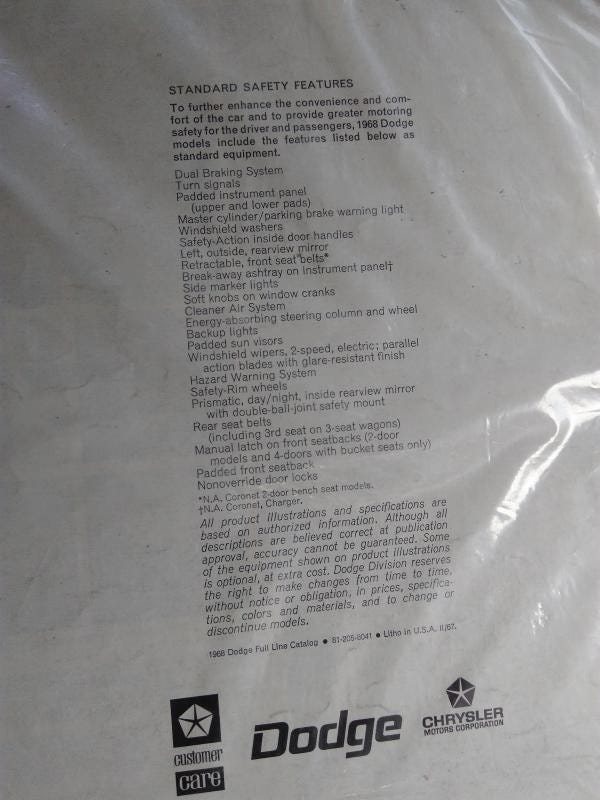 STANDARD SAFETY FEATURES
To further enhance the convenience and com-
fort of the car and to provide greater motoring
safety for the driver and passengers, 1968 Dodge
models include the features listed below as
standard equipment.
Dual Braking System
Turn signals
Padded instrument panel
(upper and lower pads)
Master cylinder/parking brake warning light
Windshield washers
Safety-Action inside door handles
Left, outside, rearview mirror
Retractable, front seat belts*
Break-away ashtray on instrument panel†
Side marker lights
Soft knobs on window cranks
Cleaner Air System
Energy-absorbing steering column and wheel
Backup lights
Padded sun visors
Windshield wipers, 2-speed, electric; parallel
action blades with glare-resistant finish
Hazard Warning System
Safety-Rim wheels
Prismatic, day/night, inside rearview mirror
with double-ball-joint safety mount
Rear seat belts
(including 3rd seat on 3-seat wagons)
Manual latch on front seatbacks (2-door
models and 4-doors with bucket seats only)
Padded front seatback
Nonoverride door locks
*N.A. Coronet 2-door bench seat models.
†N.A. Coronet, Charger.
All product illustrations and specifications are
based on authorized information. Although all
descriptions are believed correct at publication
approval, accuracy cannot be guaranteed. Some
of the equipment shown on product illustrations
is optional, at extra cost. Dodge Division reserves
the right to make changes from time to time,
without notice or obligation, in prices, specifica-
tions, colors and materials, and to change or
discontinue models.
1968 Dodge Full Line Catalog ● 81-205-8041 ● Litho in U.S.A. II/67.
customer
care
Dodge
CHRYSLER
MOTORS CORPORATION